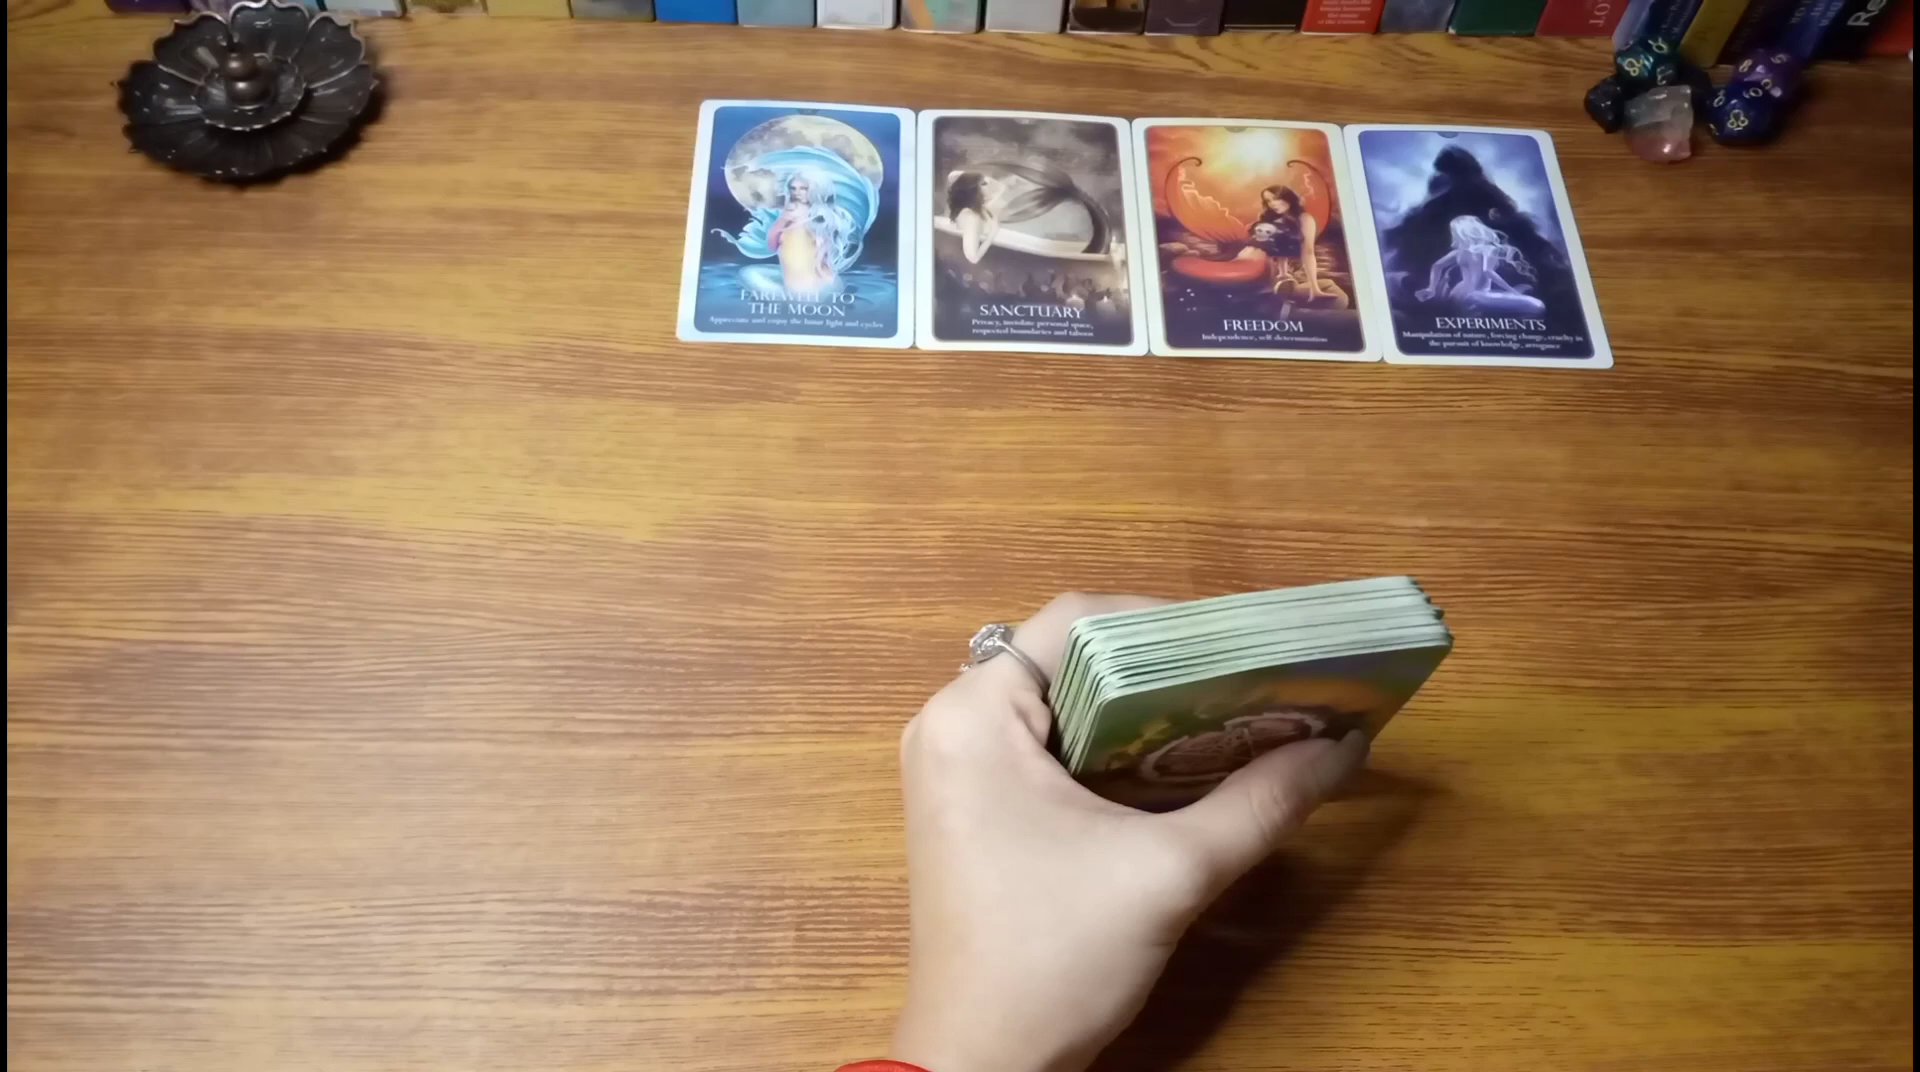 FAREWELL TO
THE MOON
Appreciate and enjoy the lunar light and cycles
SANCTUARY
Privacy, inviolate personal space,
respected boundaries and taboos
FREEDOM
Independence, self-determination
EXPERIMENTS
Manipulation of nature, forcing change, cruelty in
the pursuit of knowledge, arrogance
OT
Re